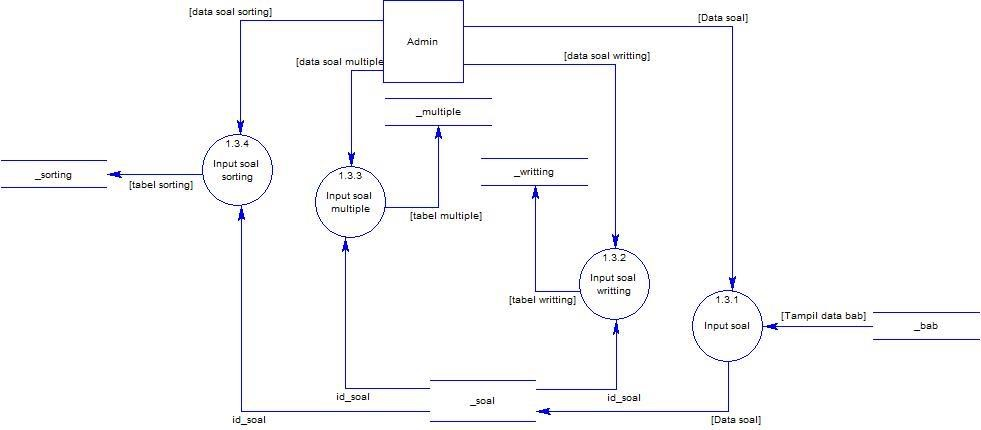 [data soal sorting]
[Data soal]
Admin
[data soal multiple
[data soal writting]
_multiple
1.3.4
Input soal
sorting
_sorting
[tabel sorting]
1.3.3
Input soal
multiple
[tabel multiple]
_writting
1.3.2
Input soal
writting
[tabel writting]
1.3.1
Input soal
[Tampil data bab]
_bab
_soal
id_soal
id_soal
id_soal
[Data soal]